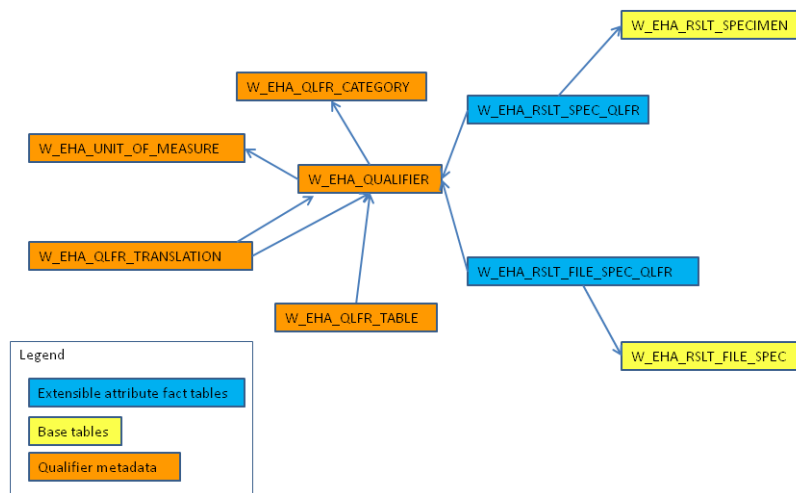 W_EHA_RSLT_SPECIMEN
W_EHA_QLFR_CATEGORY
W_EHA_RSLT_SPEC_QLFR
W_EHA_UNIT_OF_MEASURE
W_EHA_QUALIFIER
W_EHA_QLFR_TRANSLATION
W_EHA_RSLT_FILE_SPEC_QLFR
W_EHA_QLFR_TABLE
W_EHA_RSLT_FILE_SPEC
Legend
Extensible attribute fact tables
Base tables
Qualifier metadata